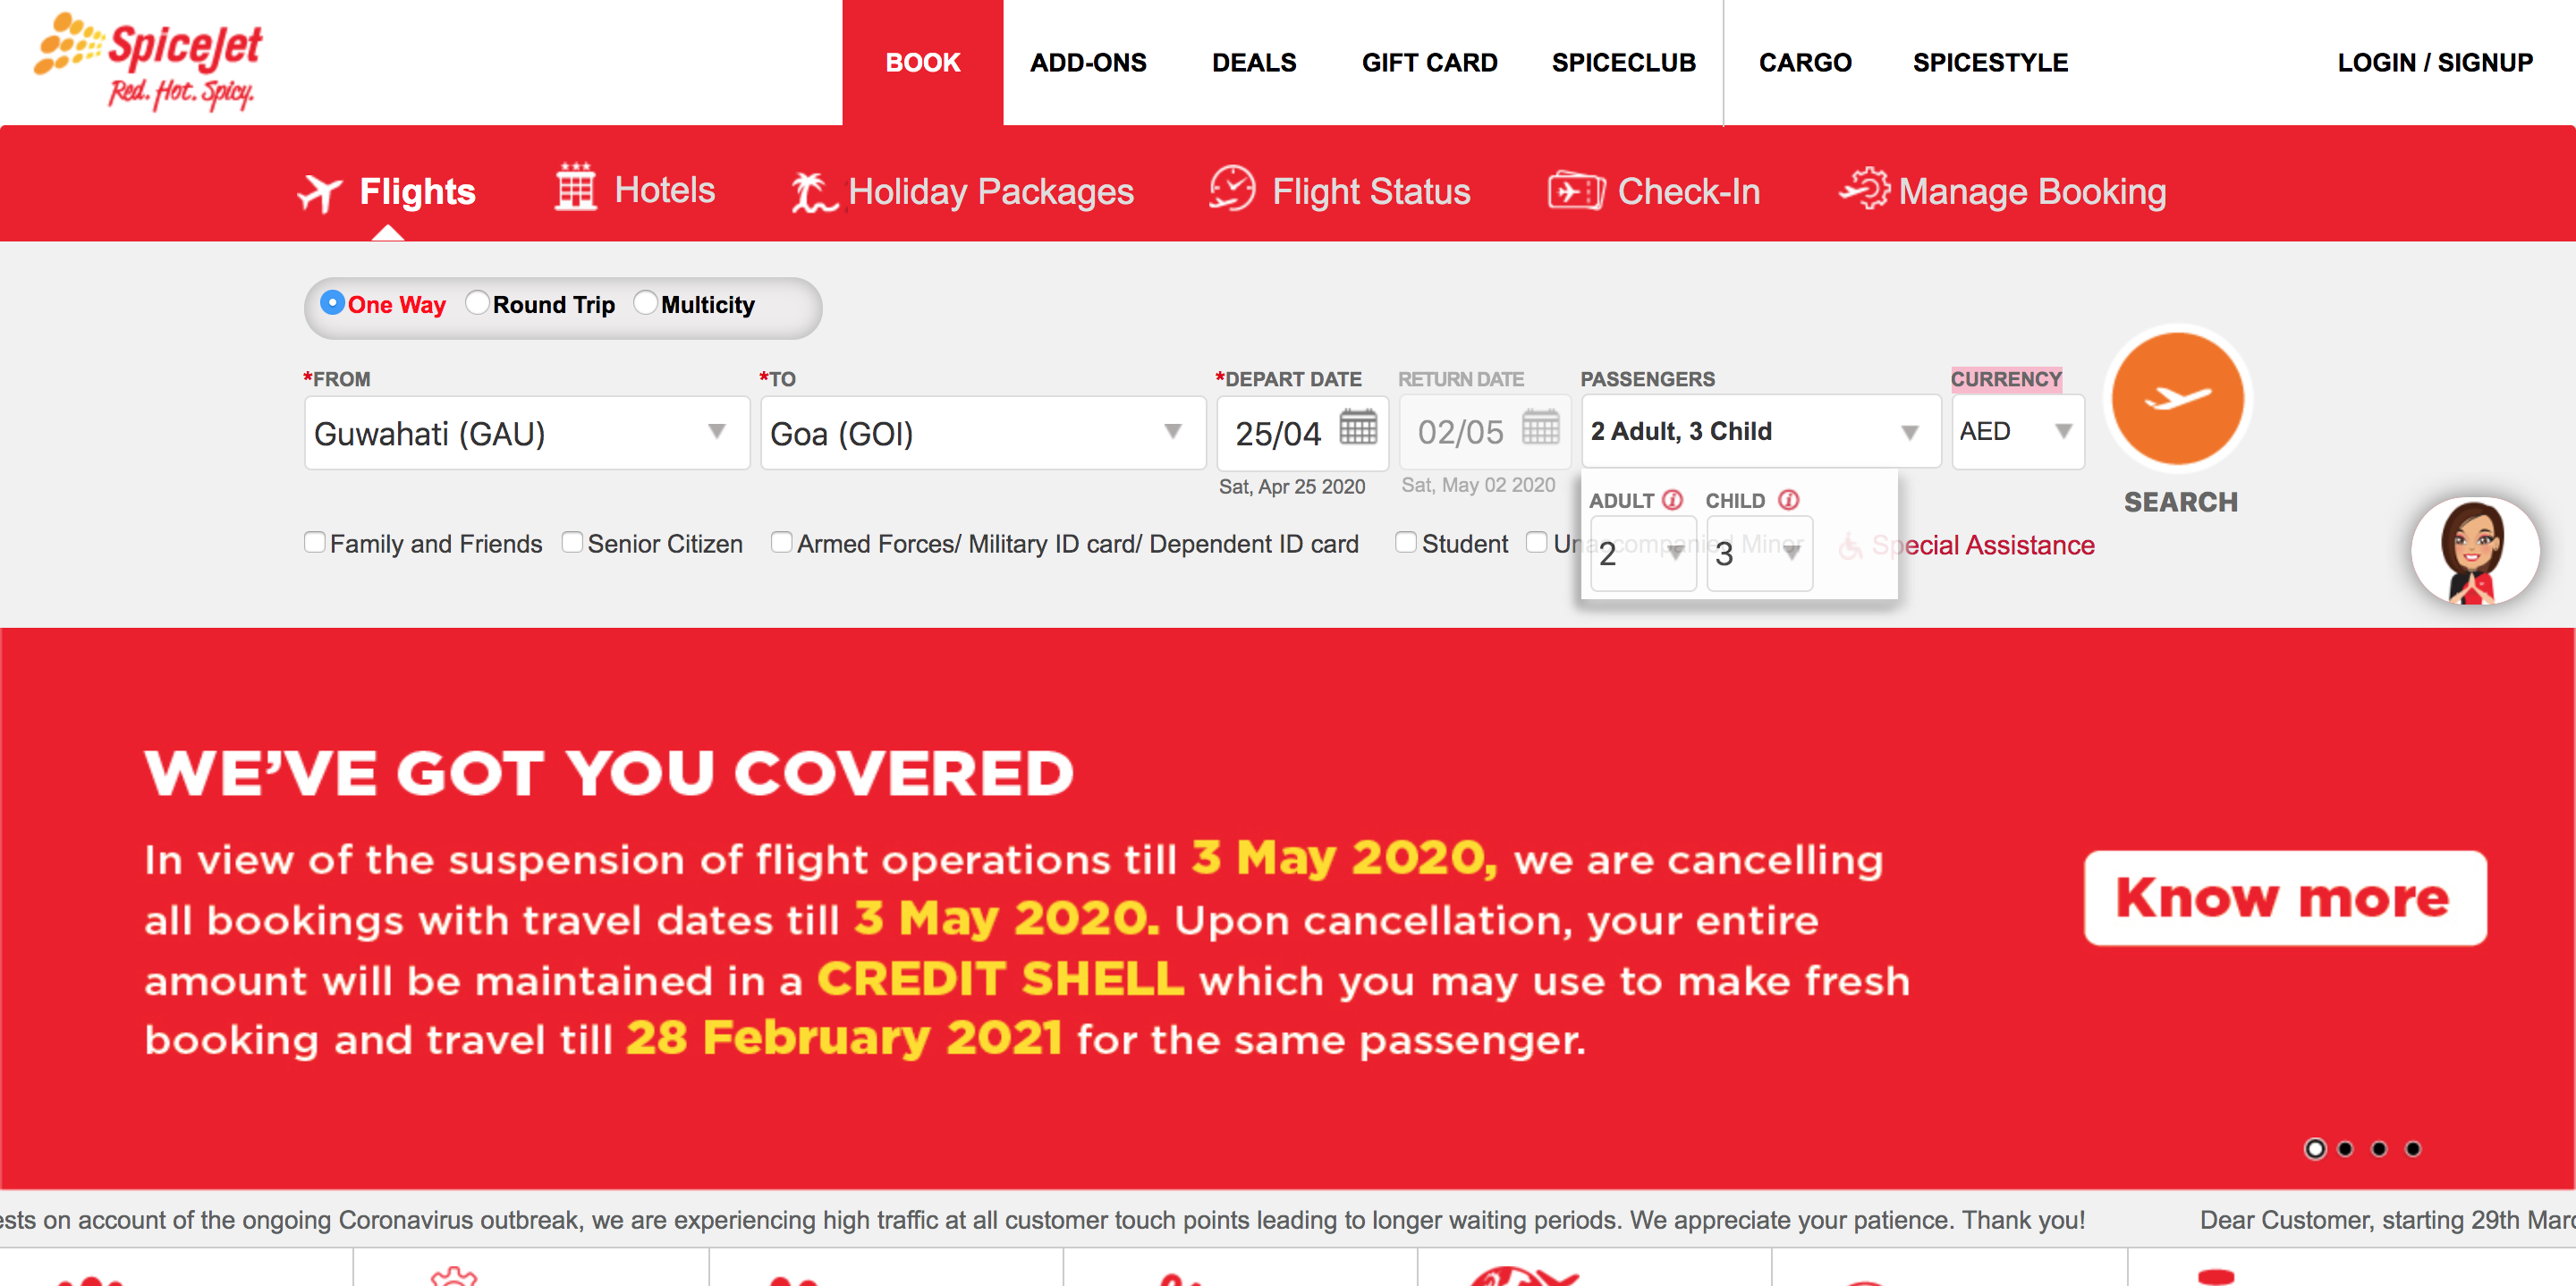 SpiceJet
Red. Hot. Spicy.
BOOK ADD-ONS DEALS GIFT CARD SPICECLUB CARGO SPICESTYLE LOGIN / SIGNUP
Flights Hotels Holiday Packages Flight Status Check-In Manage Booking
One Way Round Trip Multicity
*FROM *TO *DEPART DATE RETURN DATE PASSENGERS CURRENCY
Guwahati (GAU) Goa (GOI) 25/04 02/05 2 Adult, 3 Child AED
Sat, Apr 25 2020 Sat, May 02 2020
ADULT CHILD
SEARCH
Family and Friends Senior Citizen Armed Forces/ Military ID card/ Dependent ID card Student Unaccompanied Minor Special Assistance
2 3
WE'VE GOT YOU COVERED
In view of the suspension of flight operations till 3 May 2020, we are cancelling
all bookings with travel dates till 3 May 2020. Upon cancellation, your entire
amount will be maintained in a CREDIT SHELL which you may use to make fresh
booking and travel till 28 February 2021 for the same passenger.
Know more
ests on account of the ongoing Coronavirus outbreak, we are experiencing high traffic at all customer touch points leading to longer waiting periods. We appreciate your patience. Thank you! Dear Customer, starting 29th Marc